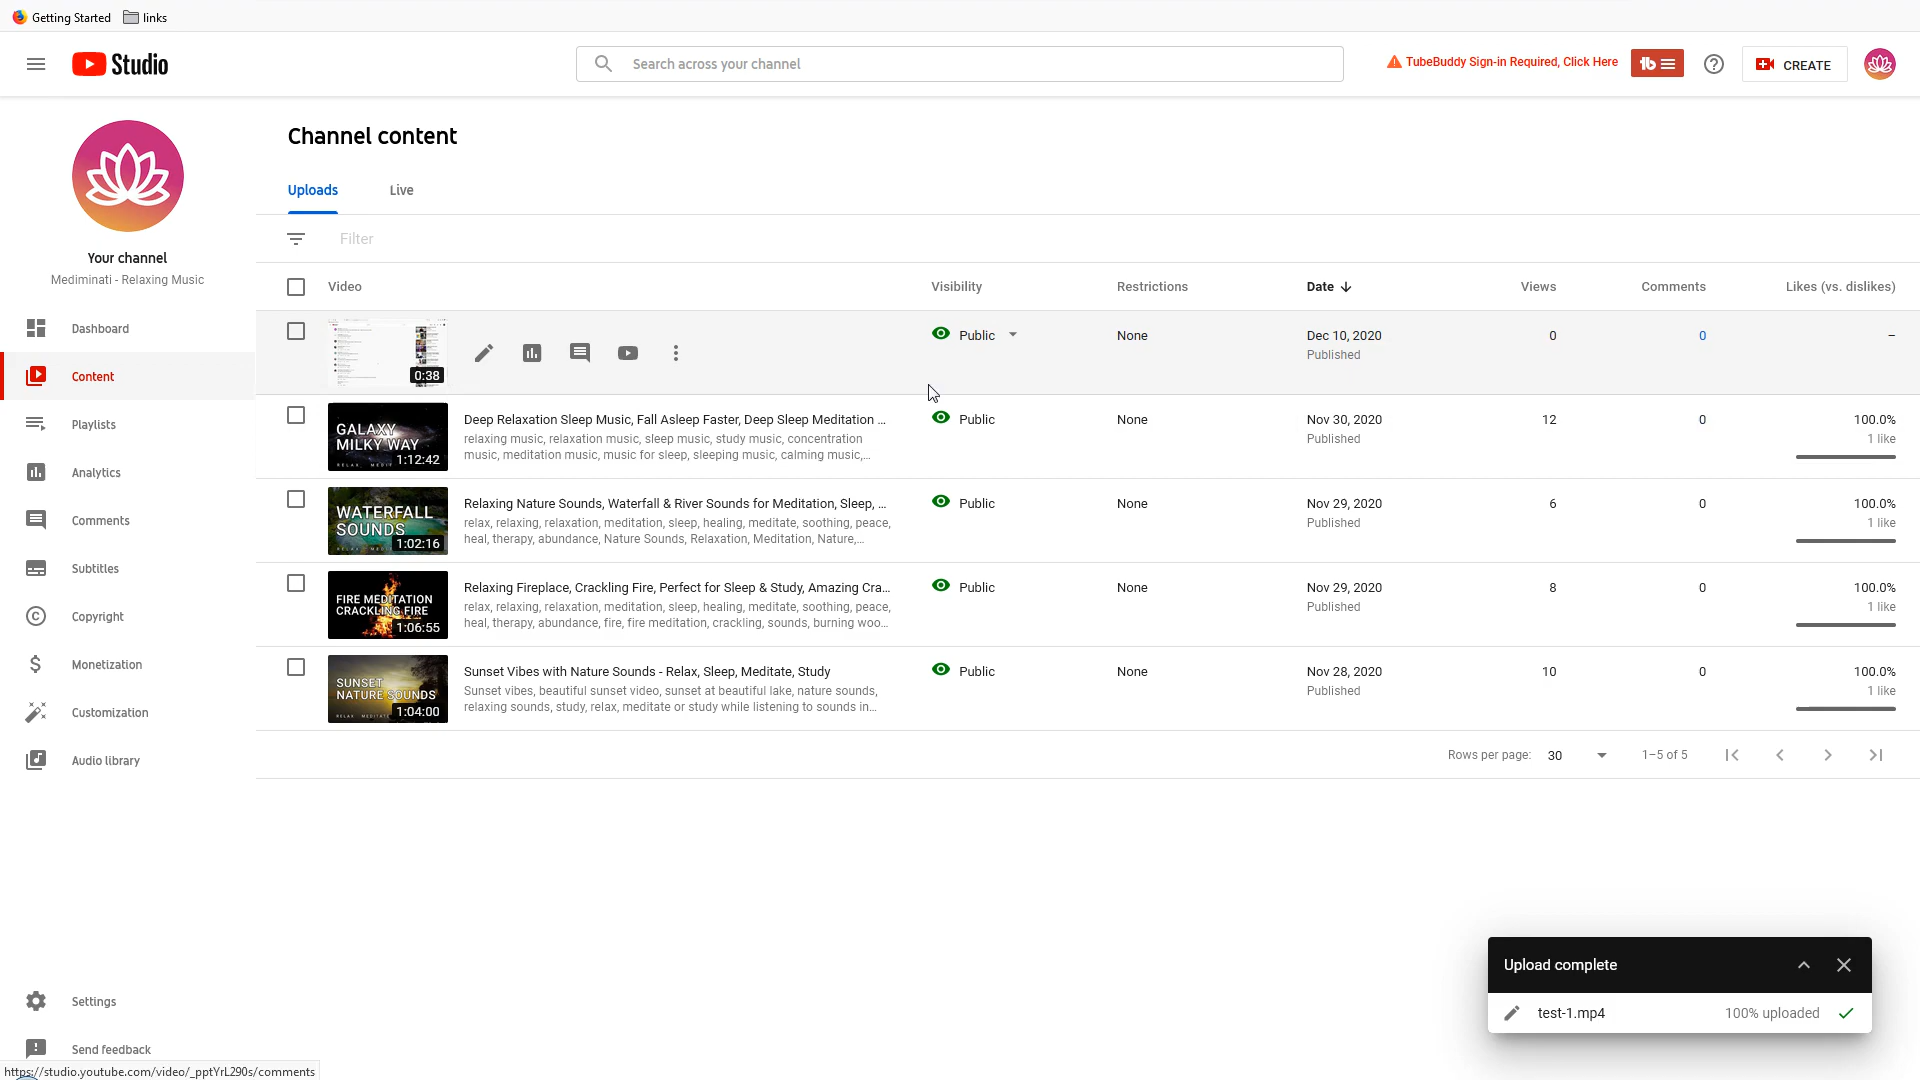 Getting Started links
Studio
Search across your channel
TubeBuddy Sign-in Required, Click Here
tb
CREATE
Channel content
Uploads Live
Filter
Your channel
Mediminati - Relaxing Music
Dashboard
Content
Playlists
Analytics
Comments
Subtitles
Copyright
Monetization
Customization
Audio library
Settings
Send feedback
Video Visibility Restrictions Date Views Comments Likes (vs. dislikes)
0:38 Public None Dec 10, 2020 0 0 –
Published
GALAXY
MILKY WAY
1:12:42
Deep Relaxation Sleep Music, Fall Asleep Faster, Deep Sleep Meditation ... Public None Nov 30, 2020 12 0 100.0%
relaxing music, relaxation music, sleep music, study music, concentration Published 1 like
music, meditation music, music for sleep, sleeping music, calming music,...
WATERFALL
SOUNDS
1:02:16
Relaxing Nature Sounds, Waterfall & River Sounds for Meditation, Sleep, ... Public None Nov 29, 2020 6 0 100.0%
relax, relaxing, relaxation, meditation, sleep, healing, meditate, soothing, peace, Published 1 like
heal, therapy, abundance, Nature Sounds, Relaxation, Meditation, Nature,...
FIRE MEDITATION
CRACKLING FIRE
1:06:55
Relaxing Fireplace, Crackling Fire, Perfect for Sleep & Study, Amazing Cra... Public None Nov 29, 2020 8 0 100.0%
relax, relaxing, relaxation, meditation, sleep, healing, meditate, soothing, peace, Published 1 like
heal, therapy, abundance, fire, fire meditation, crackling, sounds, burning woo...
SUNSET
NATURE SOUNDS
1:04:00
Sunset Vibes with Nature Sounds - Relax, Sleep, Meditate, Study Public None Nov 28, 2020 10 0 100.0%
Sunset vibes, beautiful sunset video, sunset at beautiful lake, nature sounds, Published 1 like
relaxing sounds, study, relax, meditate or study while listening to sounds in...
Rows per page: 30 1–5 of 5
Upload complete
test-1.mp4 100% uploaded
https://studio.youtube.com/video/_pptYrL290s/comments